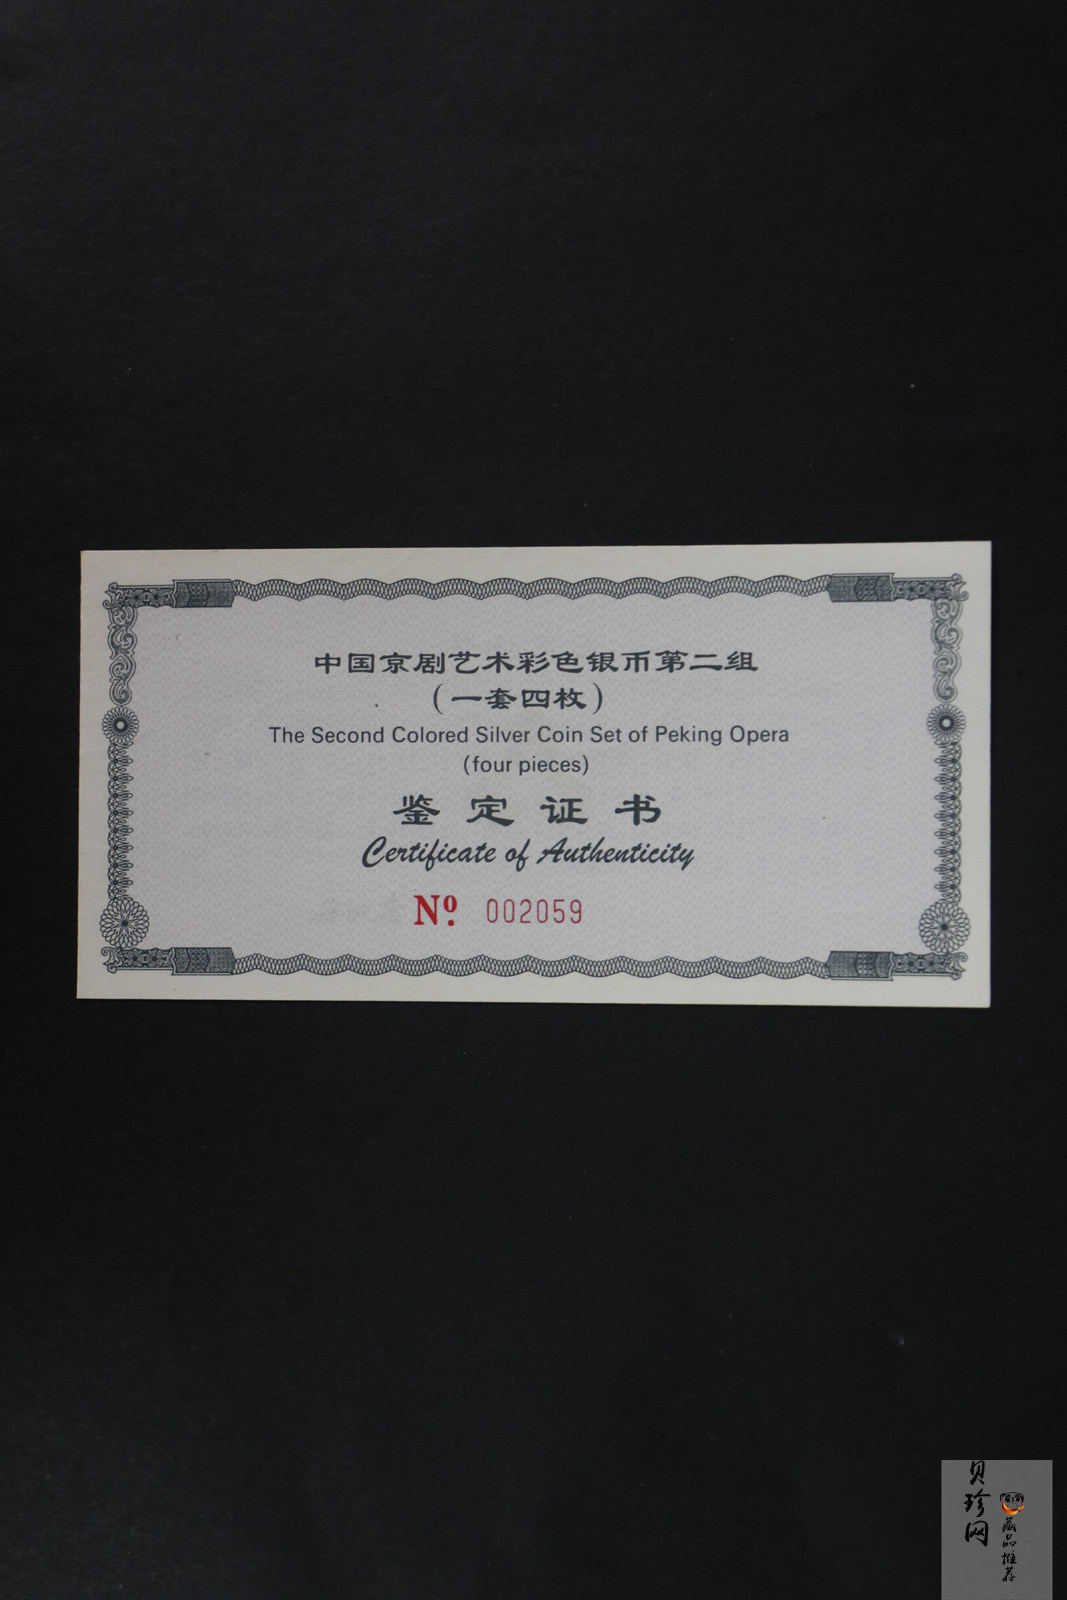 中国京剧艺术彩色银币第二组
（一套四枚）
The Second Colored Silver Coin Set of Peking Opera
(four pieces)
鉴定证书
Certificate of Authenticity
Nº 002059
贝珍网
藏品推荐